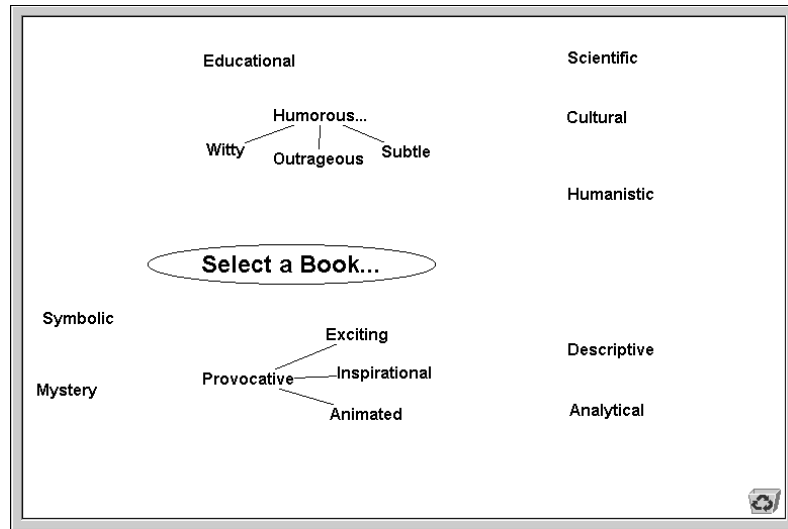 Educational
Scientific
Humorous...
Cultural
Witty
Outrageous
Subtle
Humanistic
Select a Book...
Symbolic
Exciting
Descriptive
Provocative
Inspirational
Mystery
Animated
Analytical